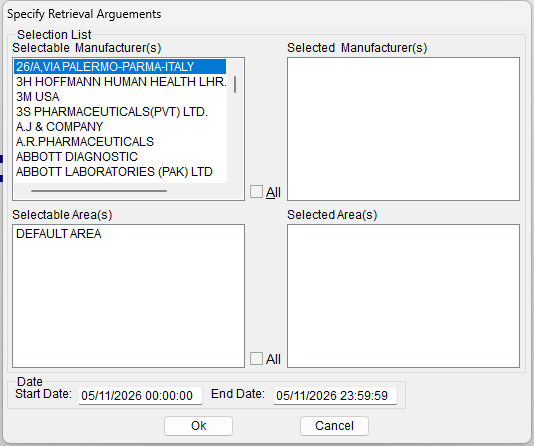 Specify Retrieval Arguements
Selection List
Selectable Manufacturer(s)
Selected Manufacturer(s)
26/A,VIA PALERMO-PARMA-ITALY
3H HOFFMANN HUMAN HEALTH LHR.
3M USA
3S PHARMACEUTICALS(PVT) LTD.
A.J & COMPANY
A.R.PHARMACEUTICALS
ABBOTT DIAGNOSTIC
ABBOTT LABORATORIES (PAK) LTD
All
Selectable Area(s)
Selected Area(s)
DEFAULT AREA
All
Date
Start Date: 05/11/2026 00:00:00 End Date: 05/11/2026 23:59:59
Ok Cancel